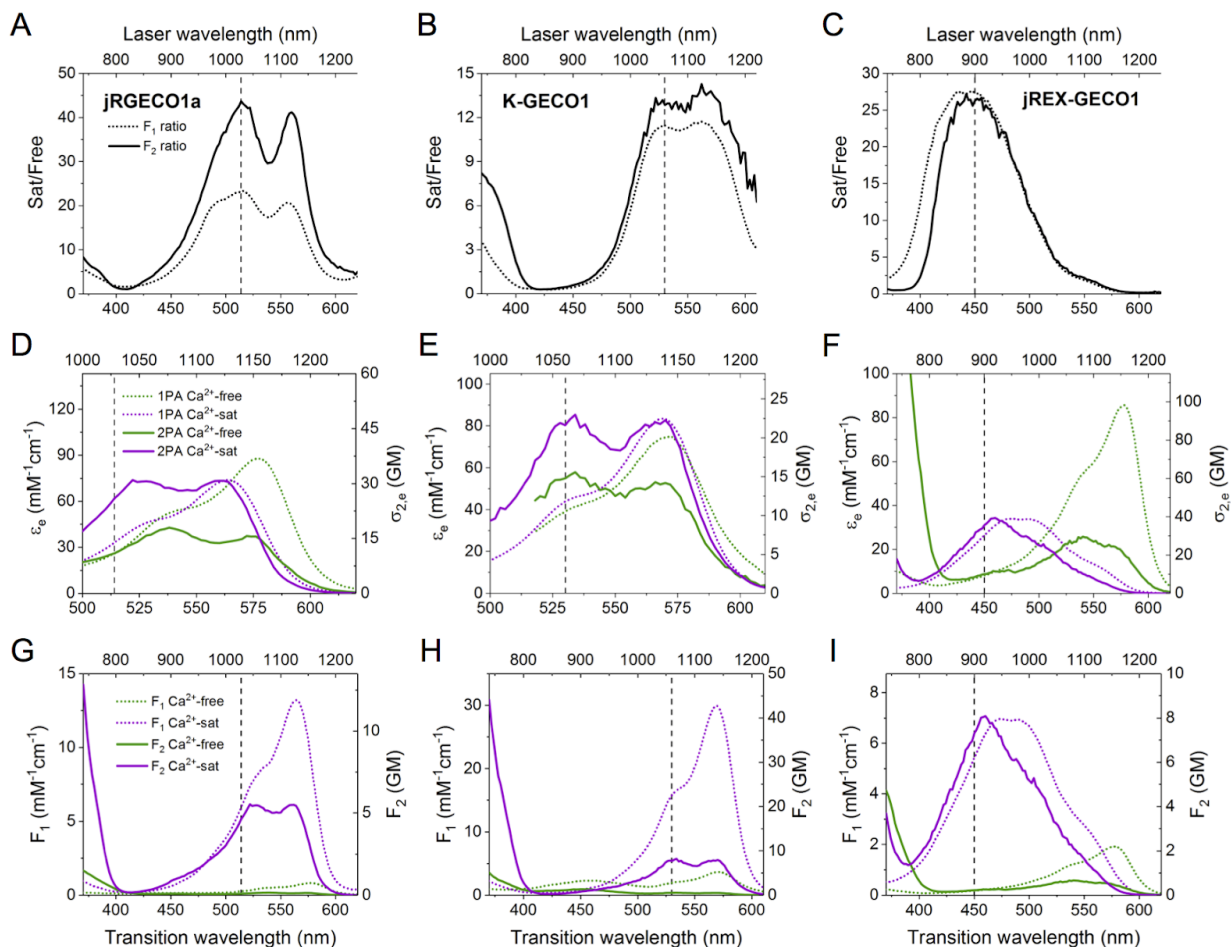 A
Laser wavelength (nm)
800 900 1000 1100 1200
50
40
30
20
10
0
Sat/Free
jRGECO1a
F1 ratio
F2 ratio
400 450 500 550 600
B
Laser wavelength (nm)
800 900 1000 1100 1200
15
12
9
6
3
0
Sat/Free
K-GECO1
400 450 500 550 600
C
Laser wavelength (nm)
800 900 1000 1100 1200
30
25
20
15
10
5
0
Sat/Free
jREX-GECO1
400 450 500 550 600
D
1000 1050 1100 1150 1200
120
90
60
30
0
εe (mM⁻¹cm⁻¹)
1PA Ca²⁺-free
1PA Ca²⁺-sat
2PA Ca²⁺-free
2PA Ca²⁺-sat
60
45
30
15
0
σ2,e (GM)
500 525 550 575 600
E
1000 1050 1100 1150 1200
100
80
60
40
20
0
εe (mM⁻¹cm⁻¹)
25
20
15
10
5
0
σ2,e (GM)
500 525 550 575 600
F
800 900 1000 1100 1200
100
80
60
40
20
0
εe (mM⁻¹cm⁻¹)
100
80
60
40
20
0
σ2,e (GM)
400 450 500 550 600
G
800 900 1000 1100 1200
15
10
5
0
F1 (mM⁻¹cm⁻¹)
F1 Ca²⁺-free
F1 Ca²⁺-sat
F2 Ca²⁺-free
F2 Ca²⁺-sat
10
5
0
F2 (GM)
400 450 500 550 600
Transition wavelength (nm)
H
800 900 1000 1100 1200
30
25
20
15
10
5
0
F1 (mM⁻¹cm⁻¹)
50
40
30
20
10
0
F2 (GM)
400 450 500 550 600
Transition wavelength (nm)
I
800 900 1000 1100 1200
8
6
4
2
0
F1 (mM⁻¹cm⁻¹)
10
8
6
4
2
0
F2 (GM)
400 450 500 550 600
Transition wavelength (nm)